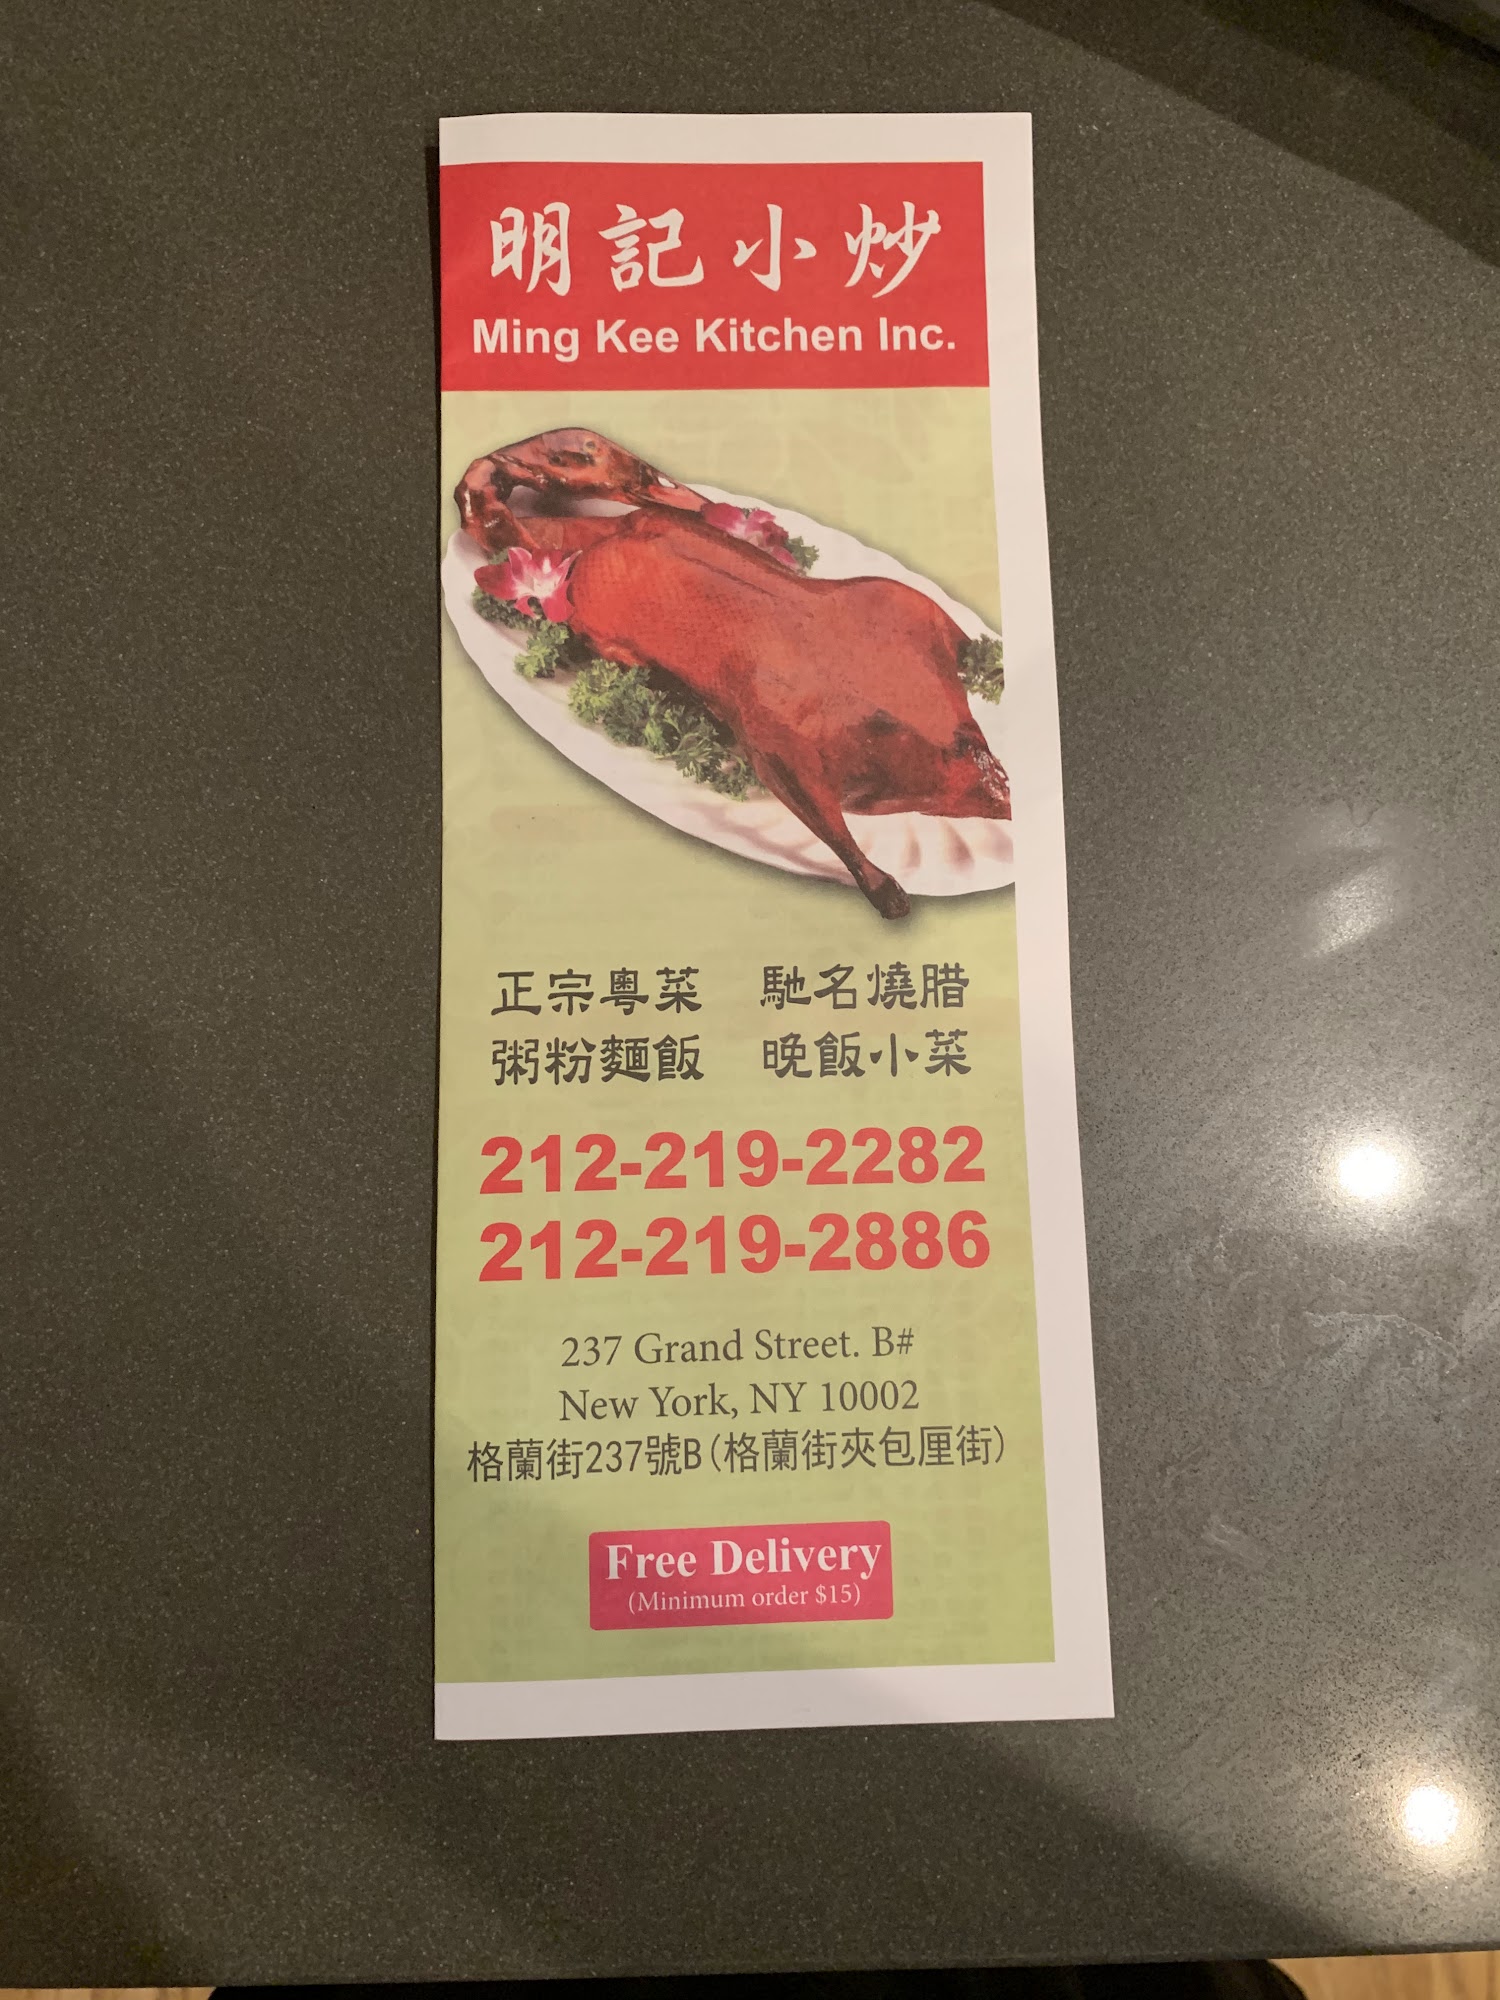 明記小炒
Ming Kee Kitchen Inc.
正宗粵菜 馳名燒腊
粥粉麵飯 晚飯小菜
212-219-2282
212-219-2886
237 Grand Street. B#
New York, NY 10002
格蘭街237號B(格蘭街夾包厘街)
Free Delivery
(Minimum order $15)